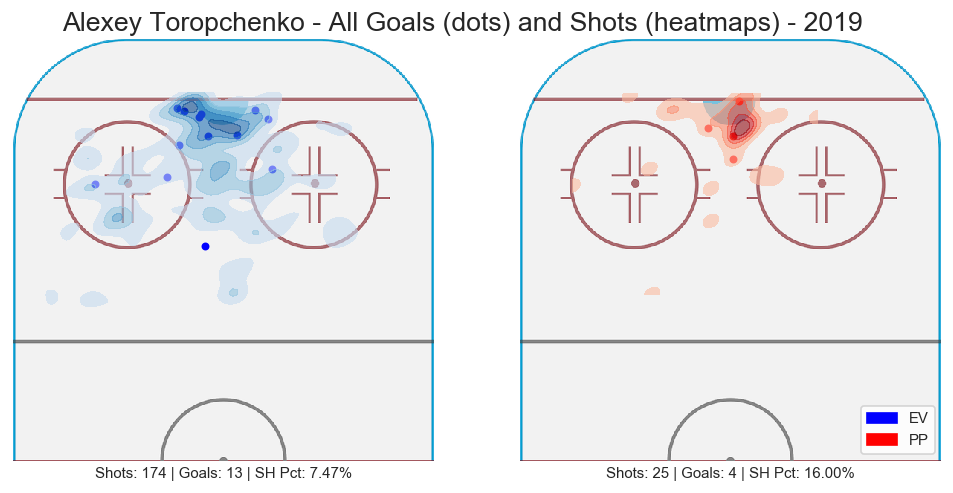 Alexey Toropchenko - All Goals (dots) and Shots (heatmaps) - 2019
EV
PP
Shots: 174 | Goals: 13 | SH Pct: 7.47%
Shots: 25 | Goals: 4 | SH Pct: 16.00%